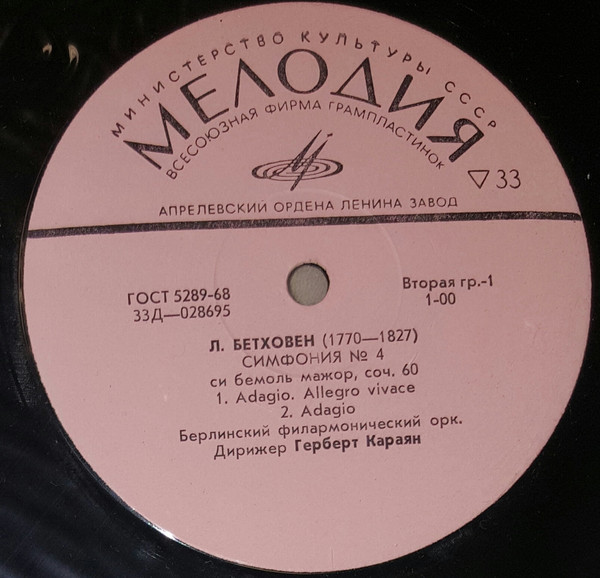 МИНИСТЕРСТВО КУЛЬТУРЫ СССР
МЕЛОДИЯ
ВСЕСОЮЗНАЯ ФИРМА ГРАМПЛАСТИНОК
▽ 33
АПРЕЛЕВСКИЙ ОРДЕНА ЛЕНИНА ЗАВОД
ГОСТ 5289-68
33Д—028695
Вторая гр.-1
1-00
Л. БЕТХОВЕН (1770—1827)
СИМФОНИЯ № 4
си бемоль мажор, соч. 60
1. Adagio. Allegro vivace
2. Adagio
Берлинский филармонический орк.
Дирижер Герберт Караян